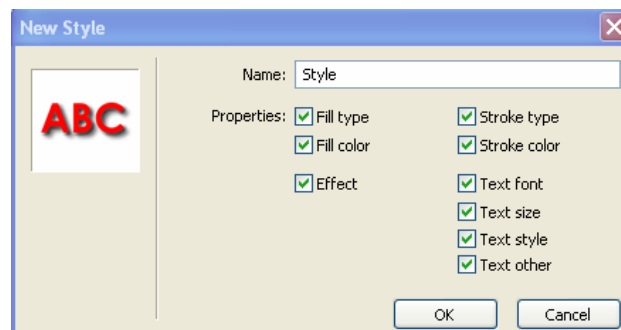 New Style
ABC
Name: Style
Properties: Fill type Stroke type
Fill color Stroke color
Effect Text font
Text size
Text style
Text other
OK Cancel